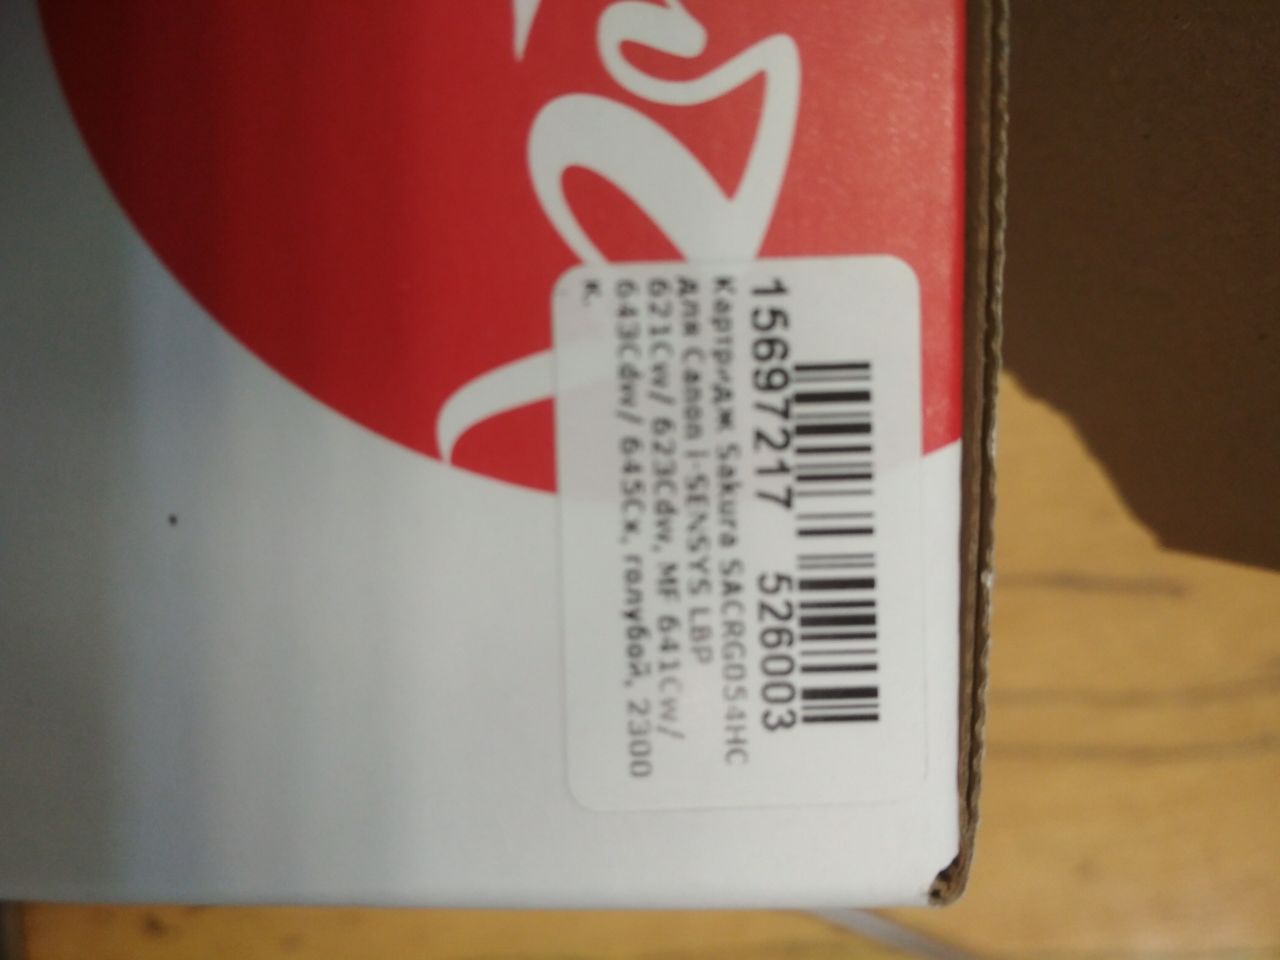 15697217 526003
Картридж Sakura SACRG054HC
для Canon i-SENSYS LBP
621Cw/ 623Cdw, MF 641Cw/
643Cdw/ 645Cx, голубой, 2300
к.